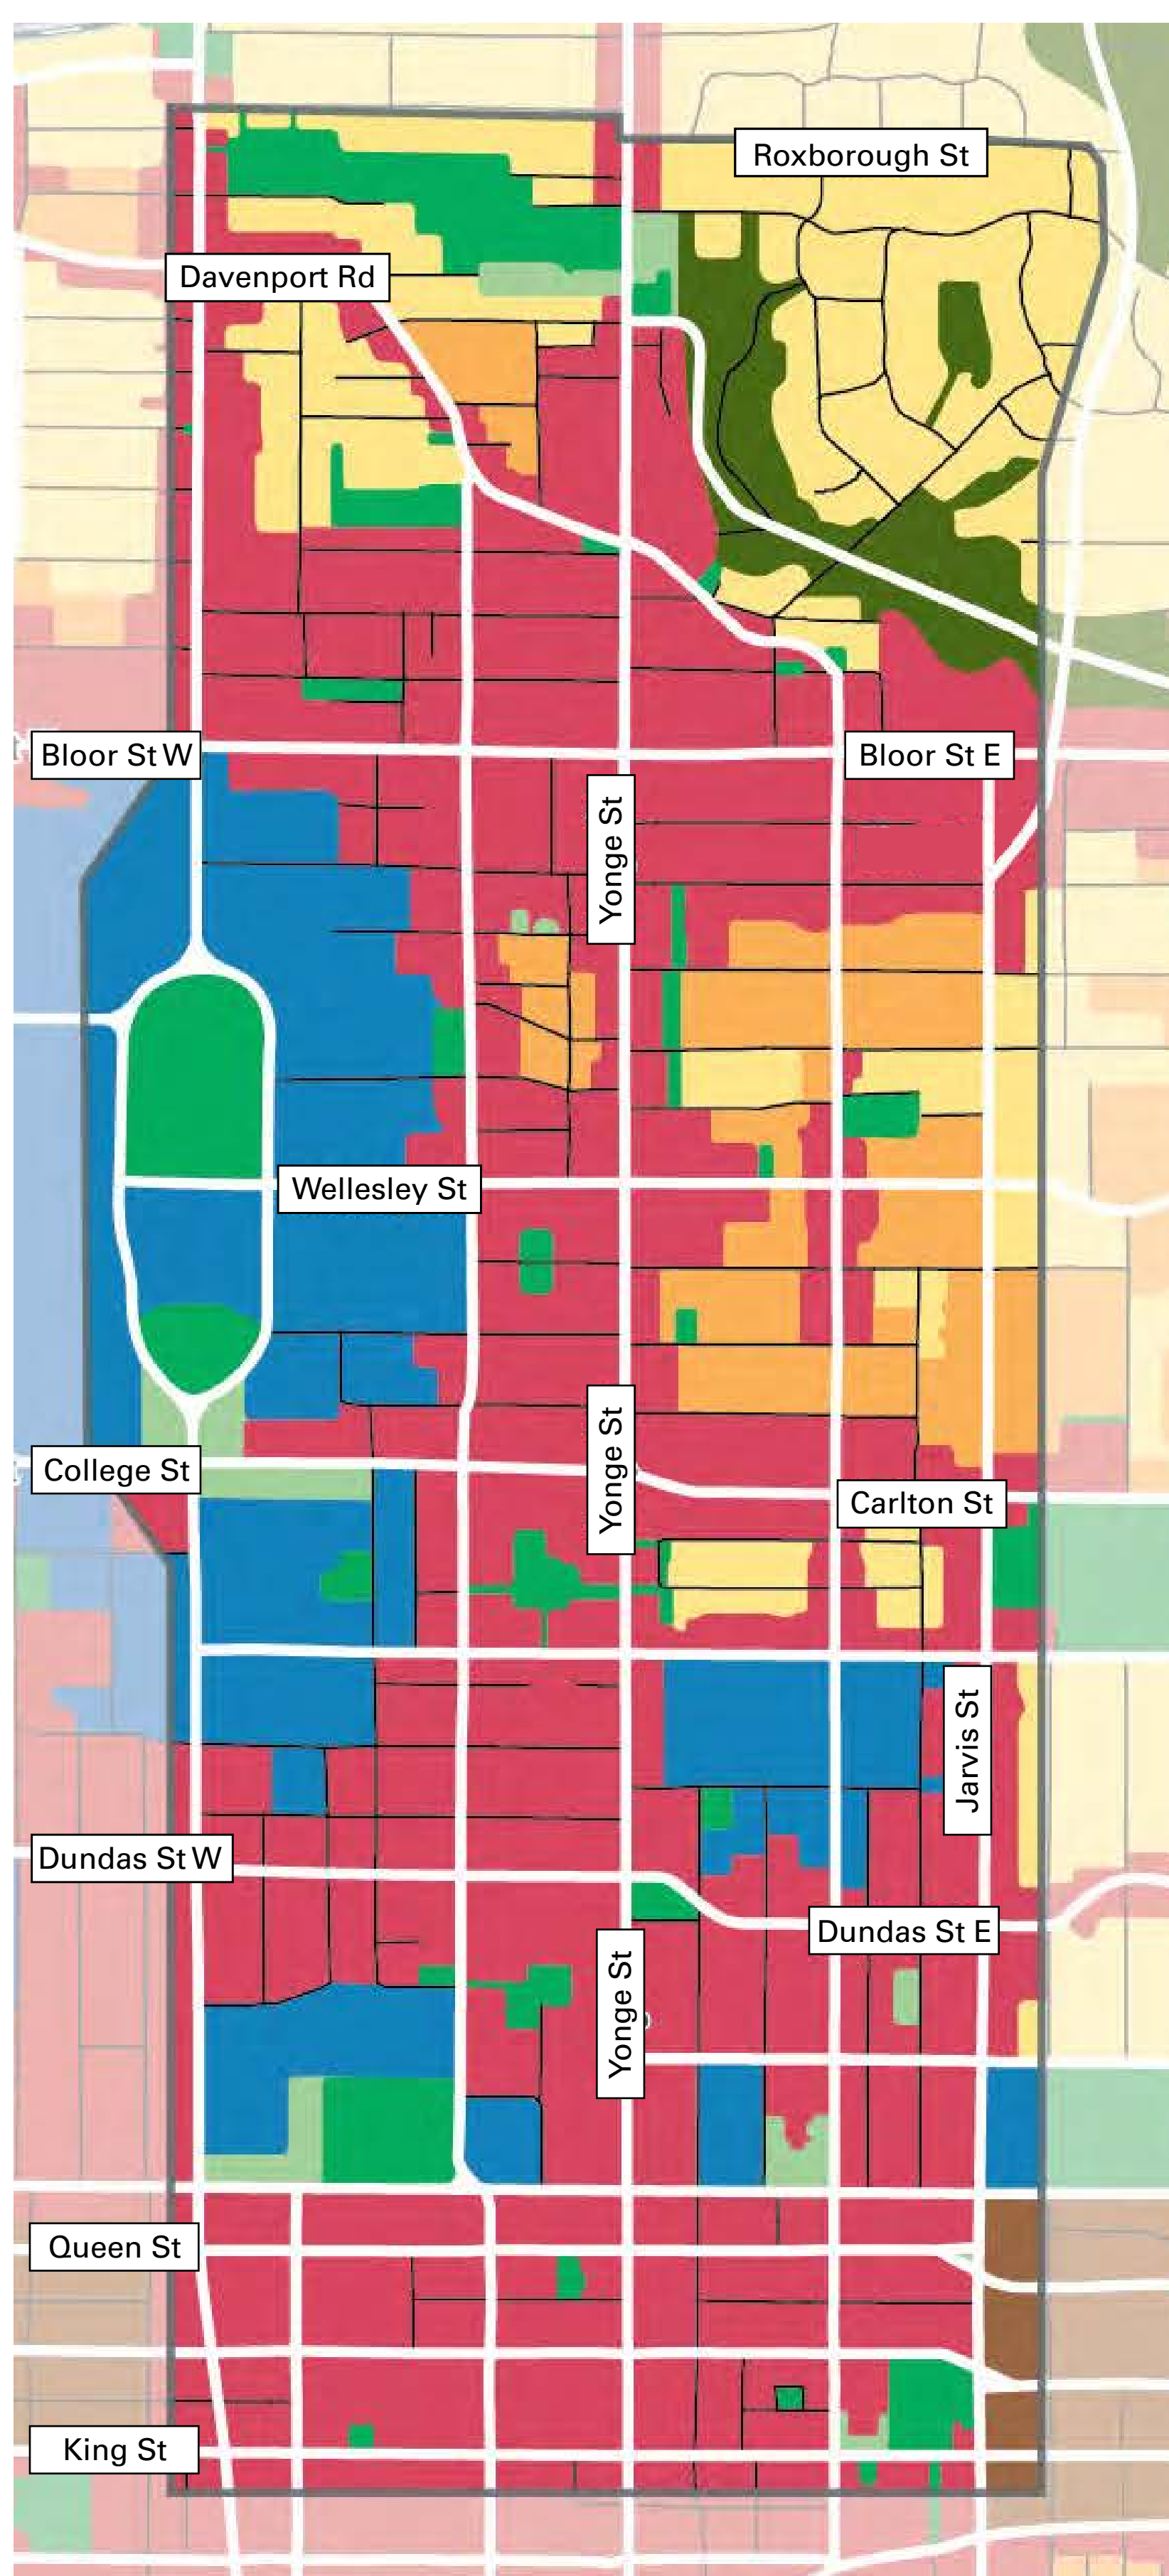 Roxborough St
Davenport Rd
Bloor St W
Bloor St E
Yonge St
Wellesley St
Yonge St
College St
Carlton St
Jarvis St
Dundas St W
Dundas St E
Yonge St
Queen St
King St